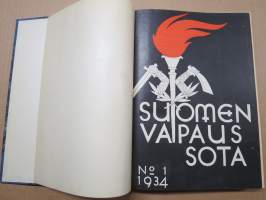 SUOMEN
VAPAUS
SOTA
No 1
1934